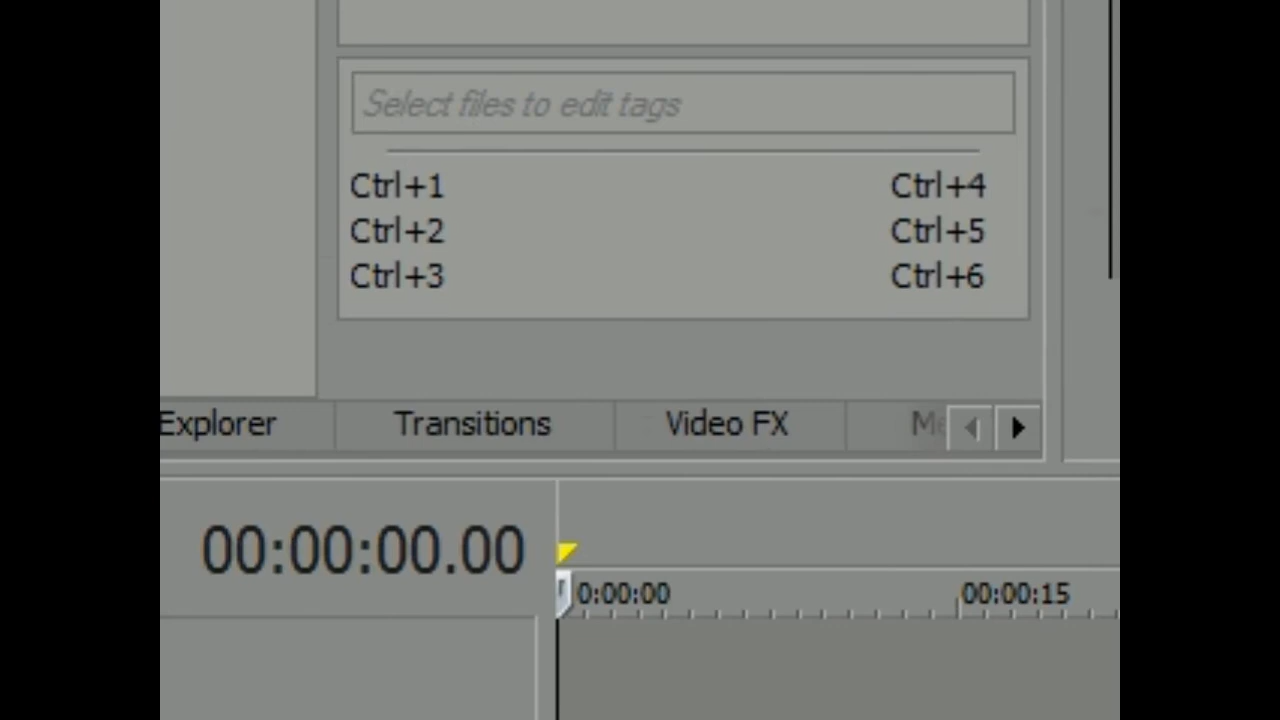 Select files to edit tags
Ctrl+1 Ctrl+4
Ctrl+2 Ctrl+5
Ctrl+3 Ctrl+6
Explorer Transitions Video FX
00:00:00.00
0:00:00 00:00:15